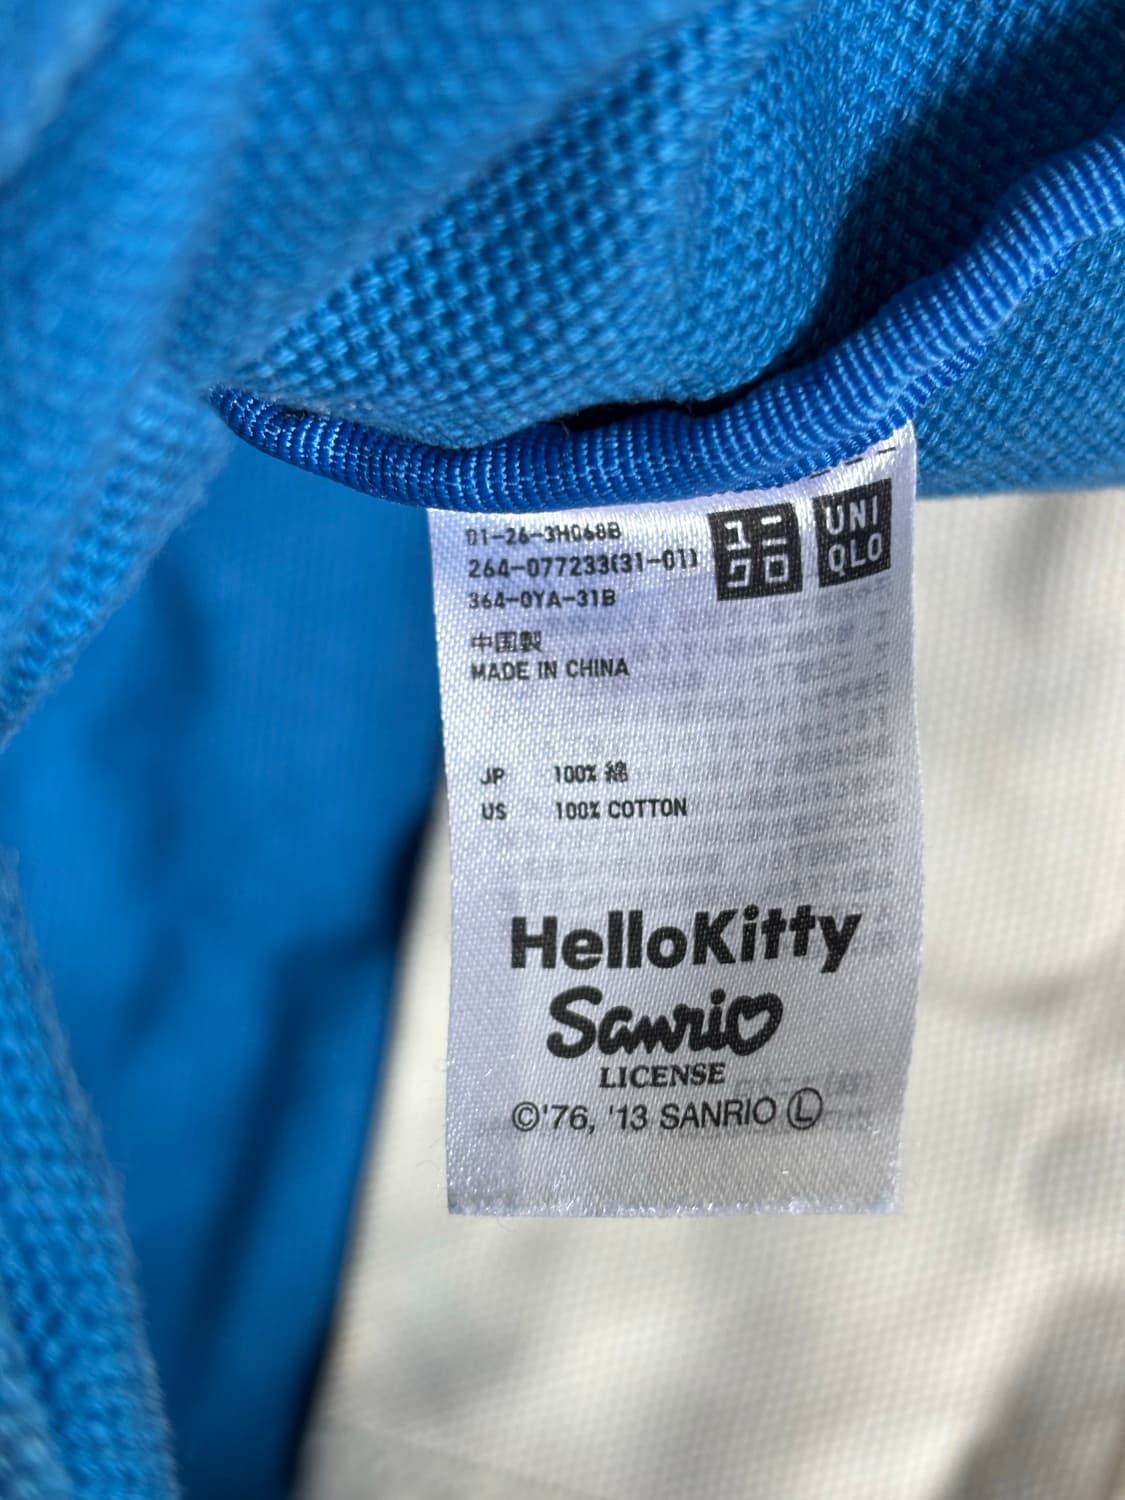 01-26-3H068B
264-077233(31-01)
364-0YA-31B
ユニ
クロ
UNI
QLO
中国製
MADE IN CHINA
JP 100% 綿
US 100% COTTON
HelloKitty
Sanrio
LICENSE
©'76, '13 SANRIO Ⓛ